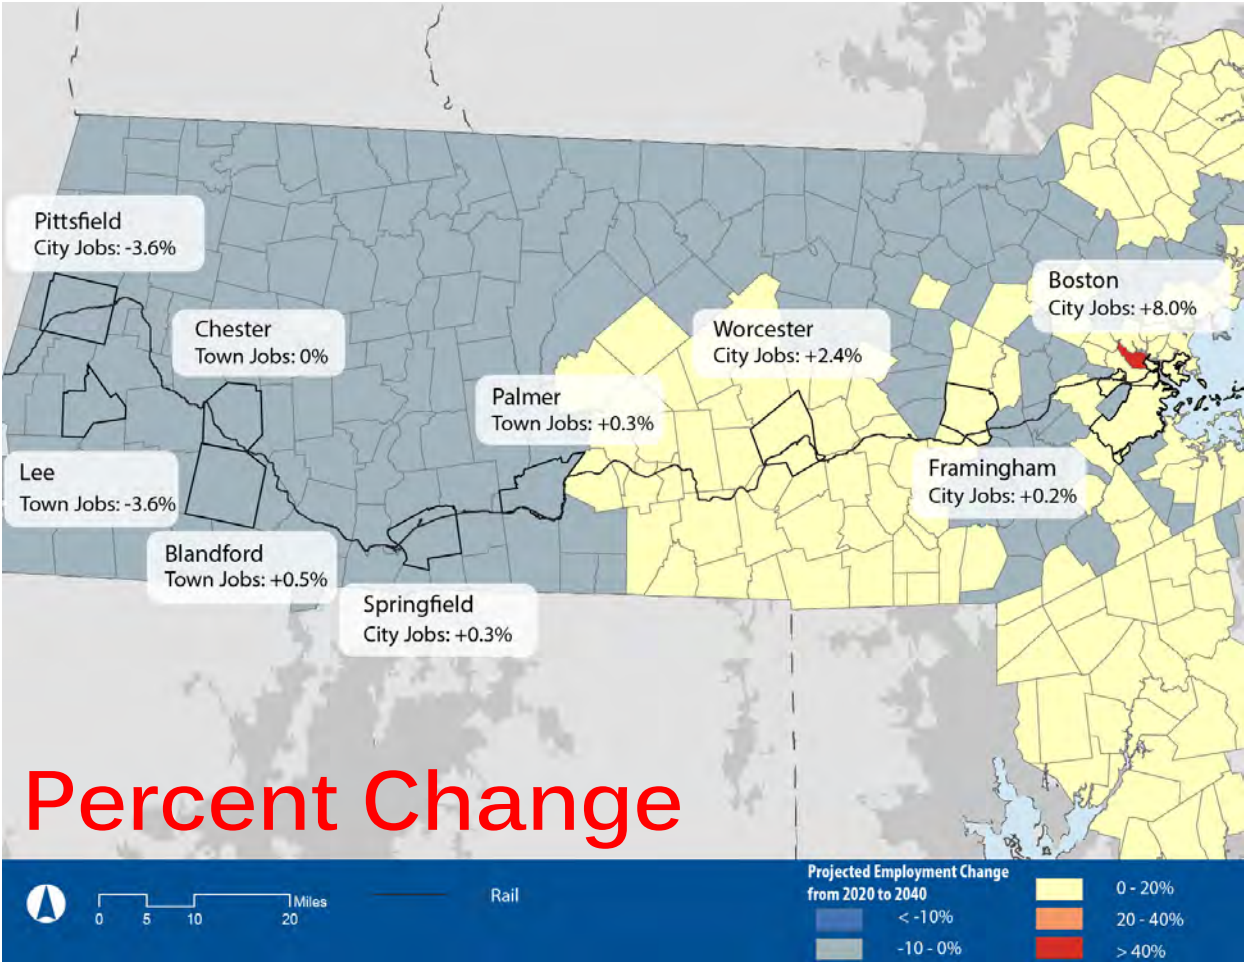 Pittsfield
City Jobs: -3.6%
Chester
Town Jobs: 0%
Boston
City Jobs: +8.0%
Worcester
City Jobs: +2.4%
Palmer
Town Jobs: +0.3%
Lee
Town Jobs: -3.6%
Framingham
City Jobs: +0.2%
Blandford
Town Jobs: +0.5%
Springfield
City Jobs: +0.3%
Percent Change
Miles
0 5 10 20
Rail
Projected Employment Change
from 2020 to 2040
< -10%
-10 - 0%
0 - 20%
20 - 40%
> 40%